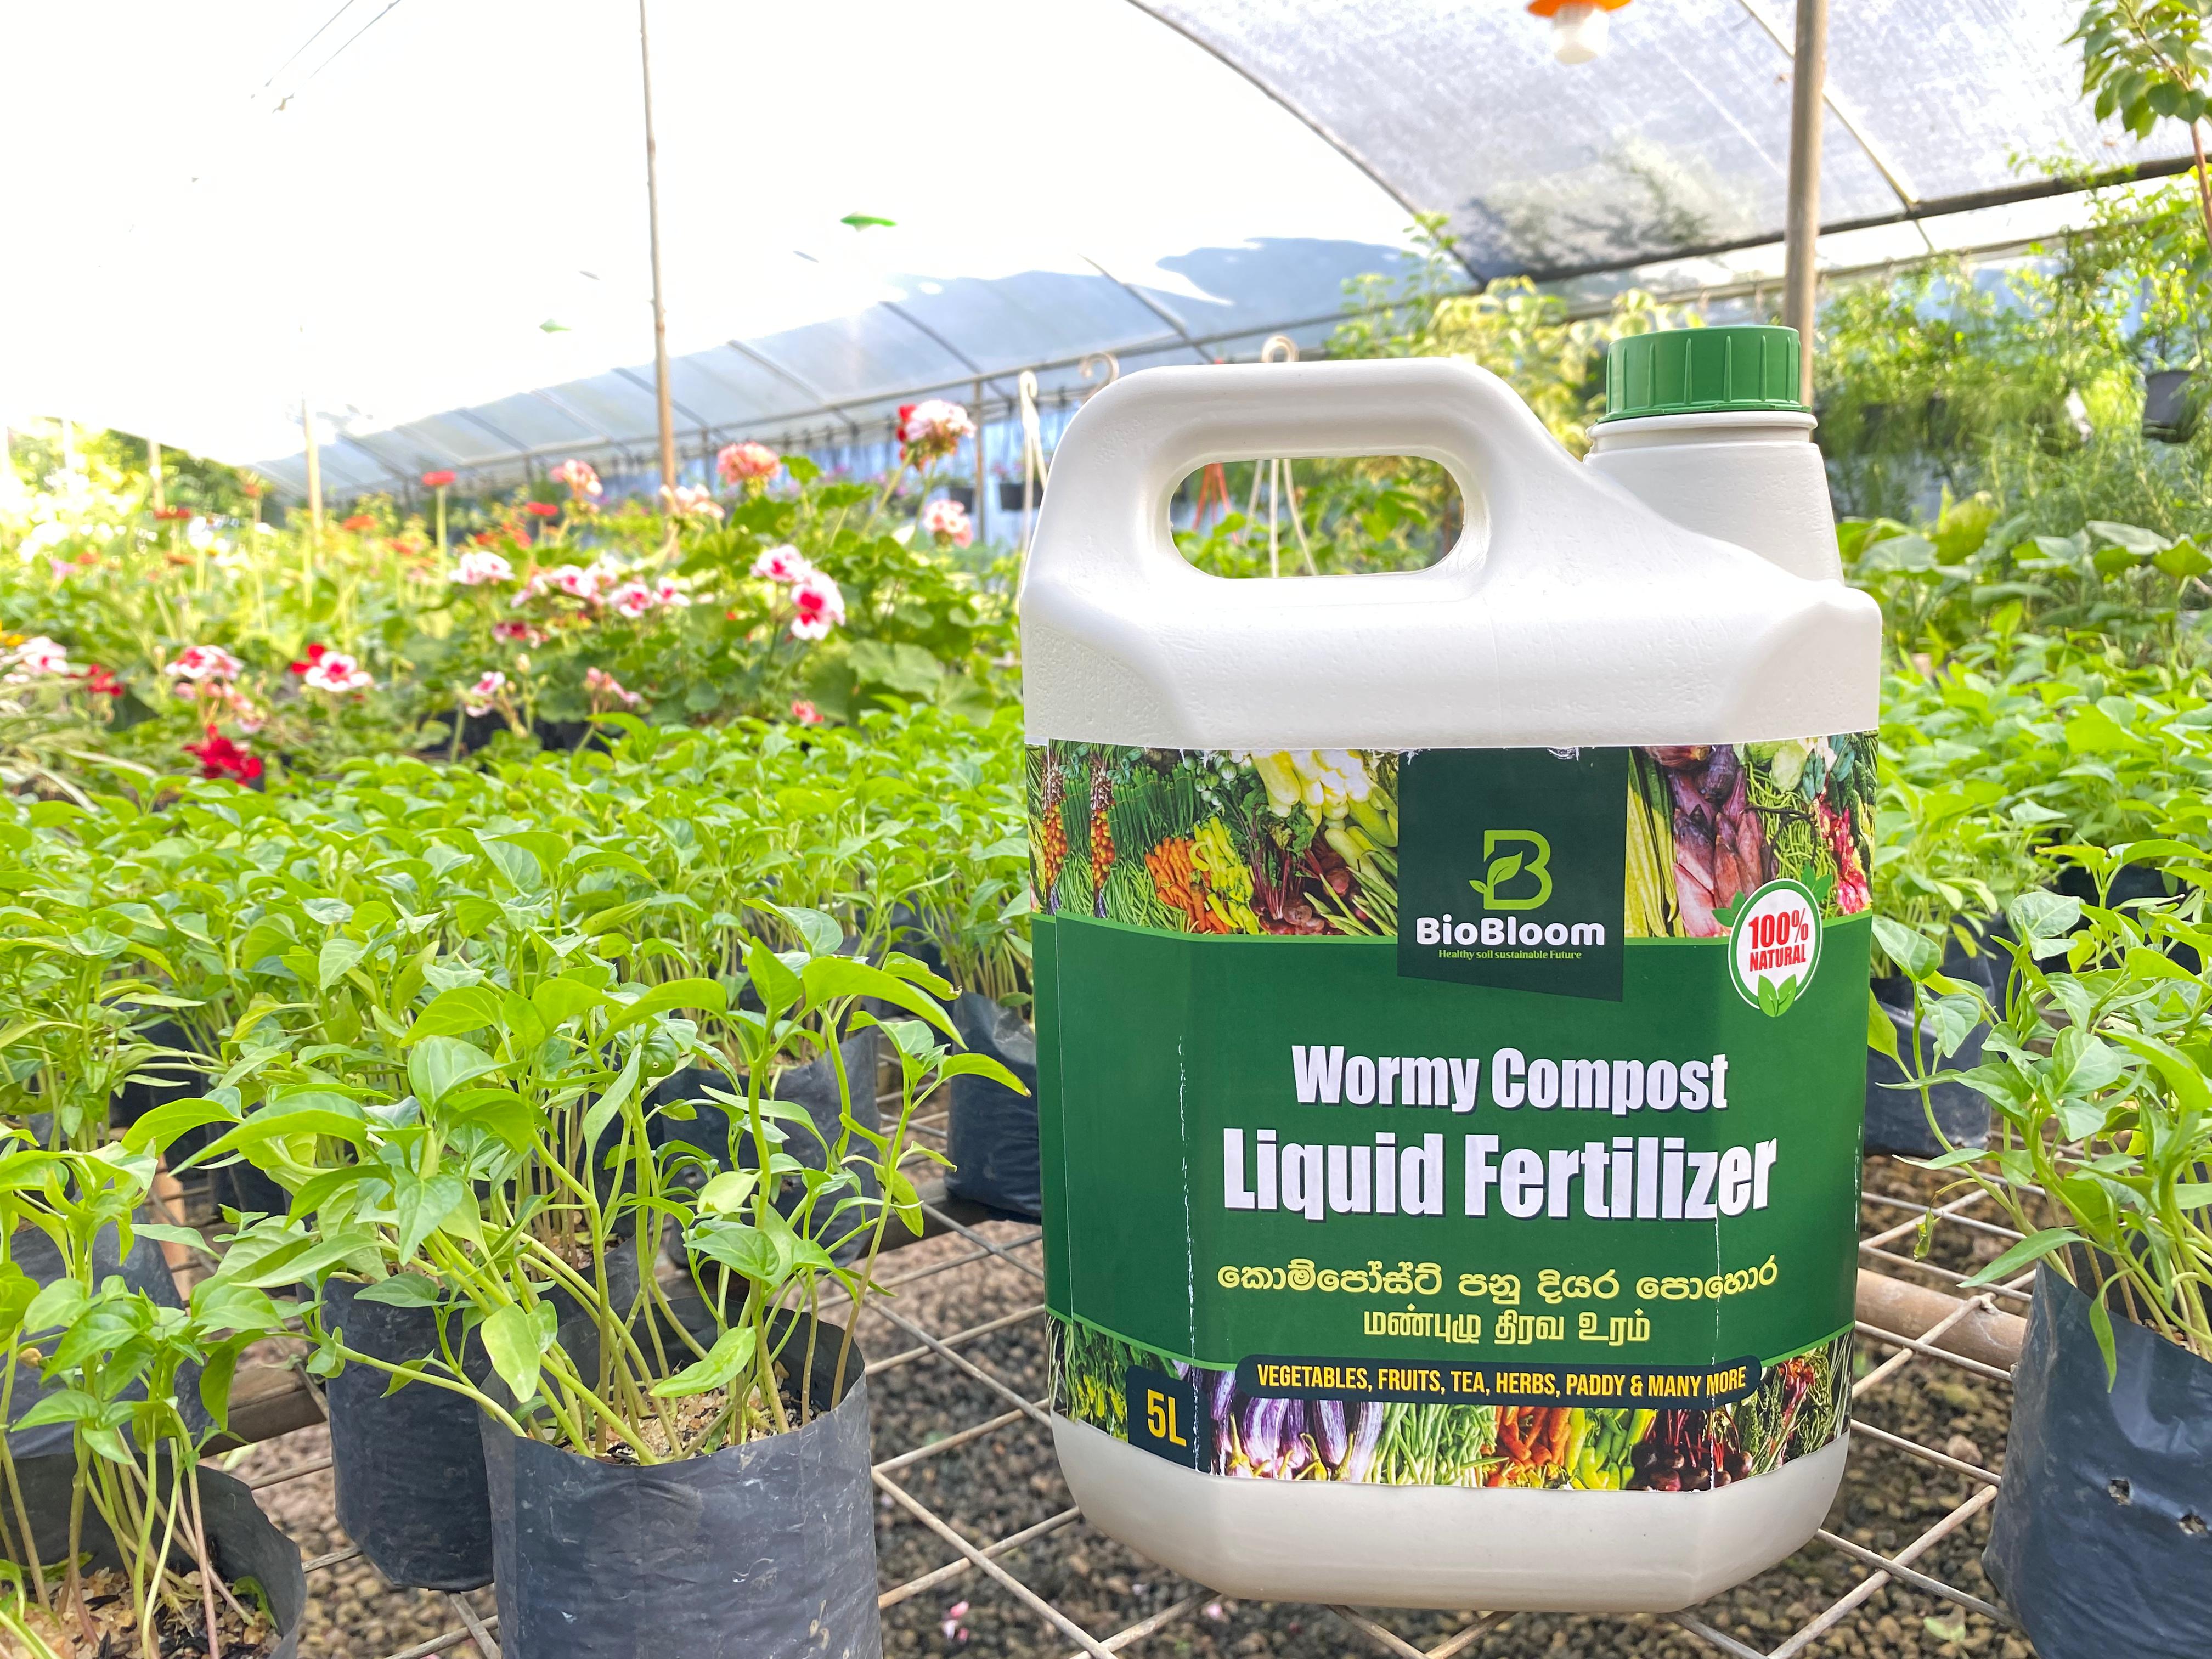 BioBloom
Healthy soil sustainable Future
100%
NATURAL
Wormy Compost
Liquid Fertilizer
කොම්පෝස්ට් පනු දියර පොහොර
மண்புழு திரவ உரம்
VEGETABLES, FRUITS, TEA, HERBS, PADDY & MANY MORE
5L